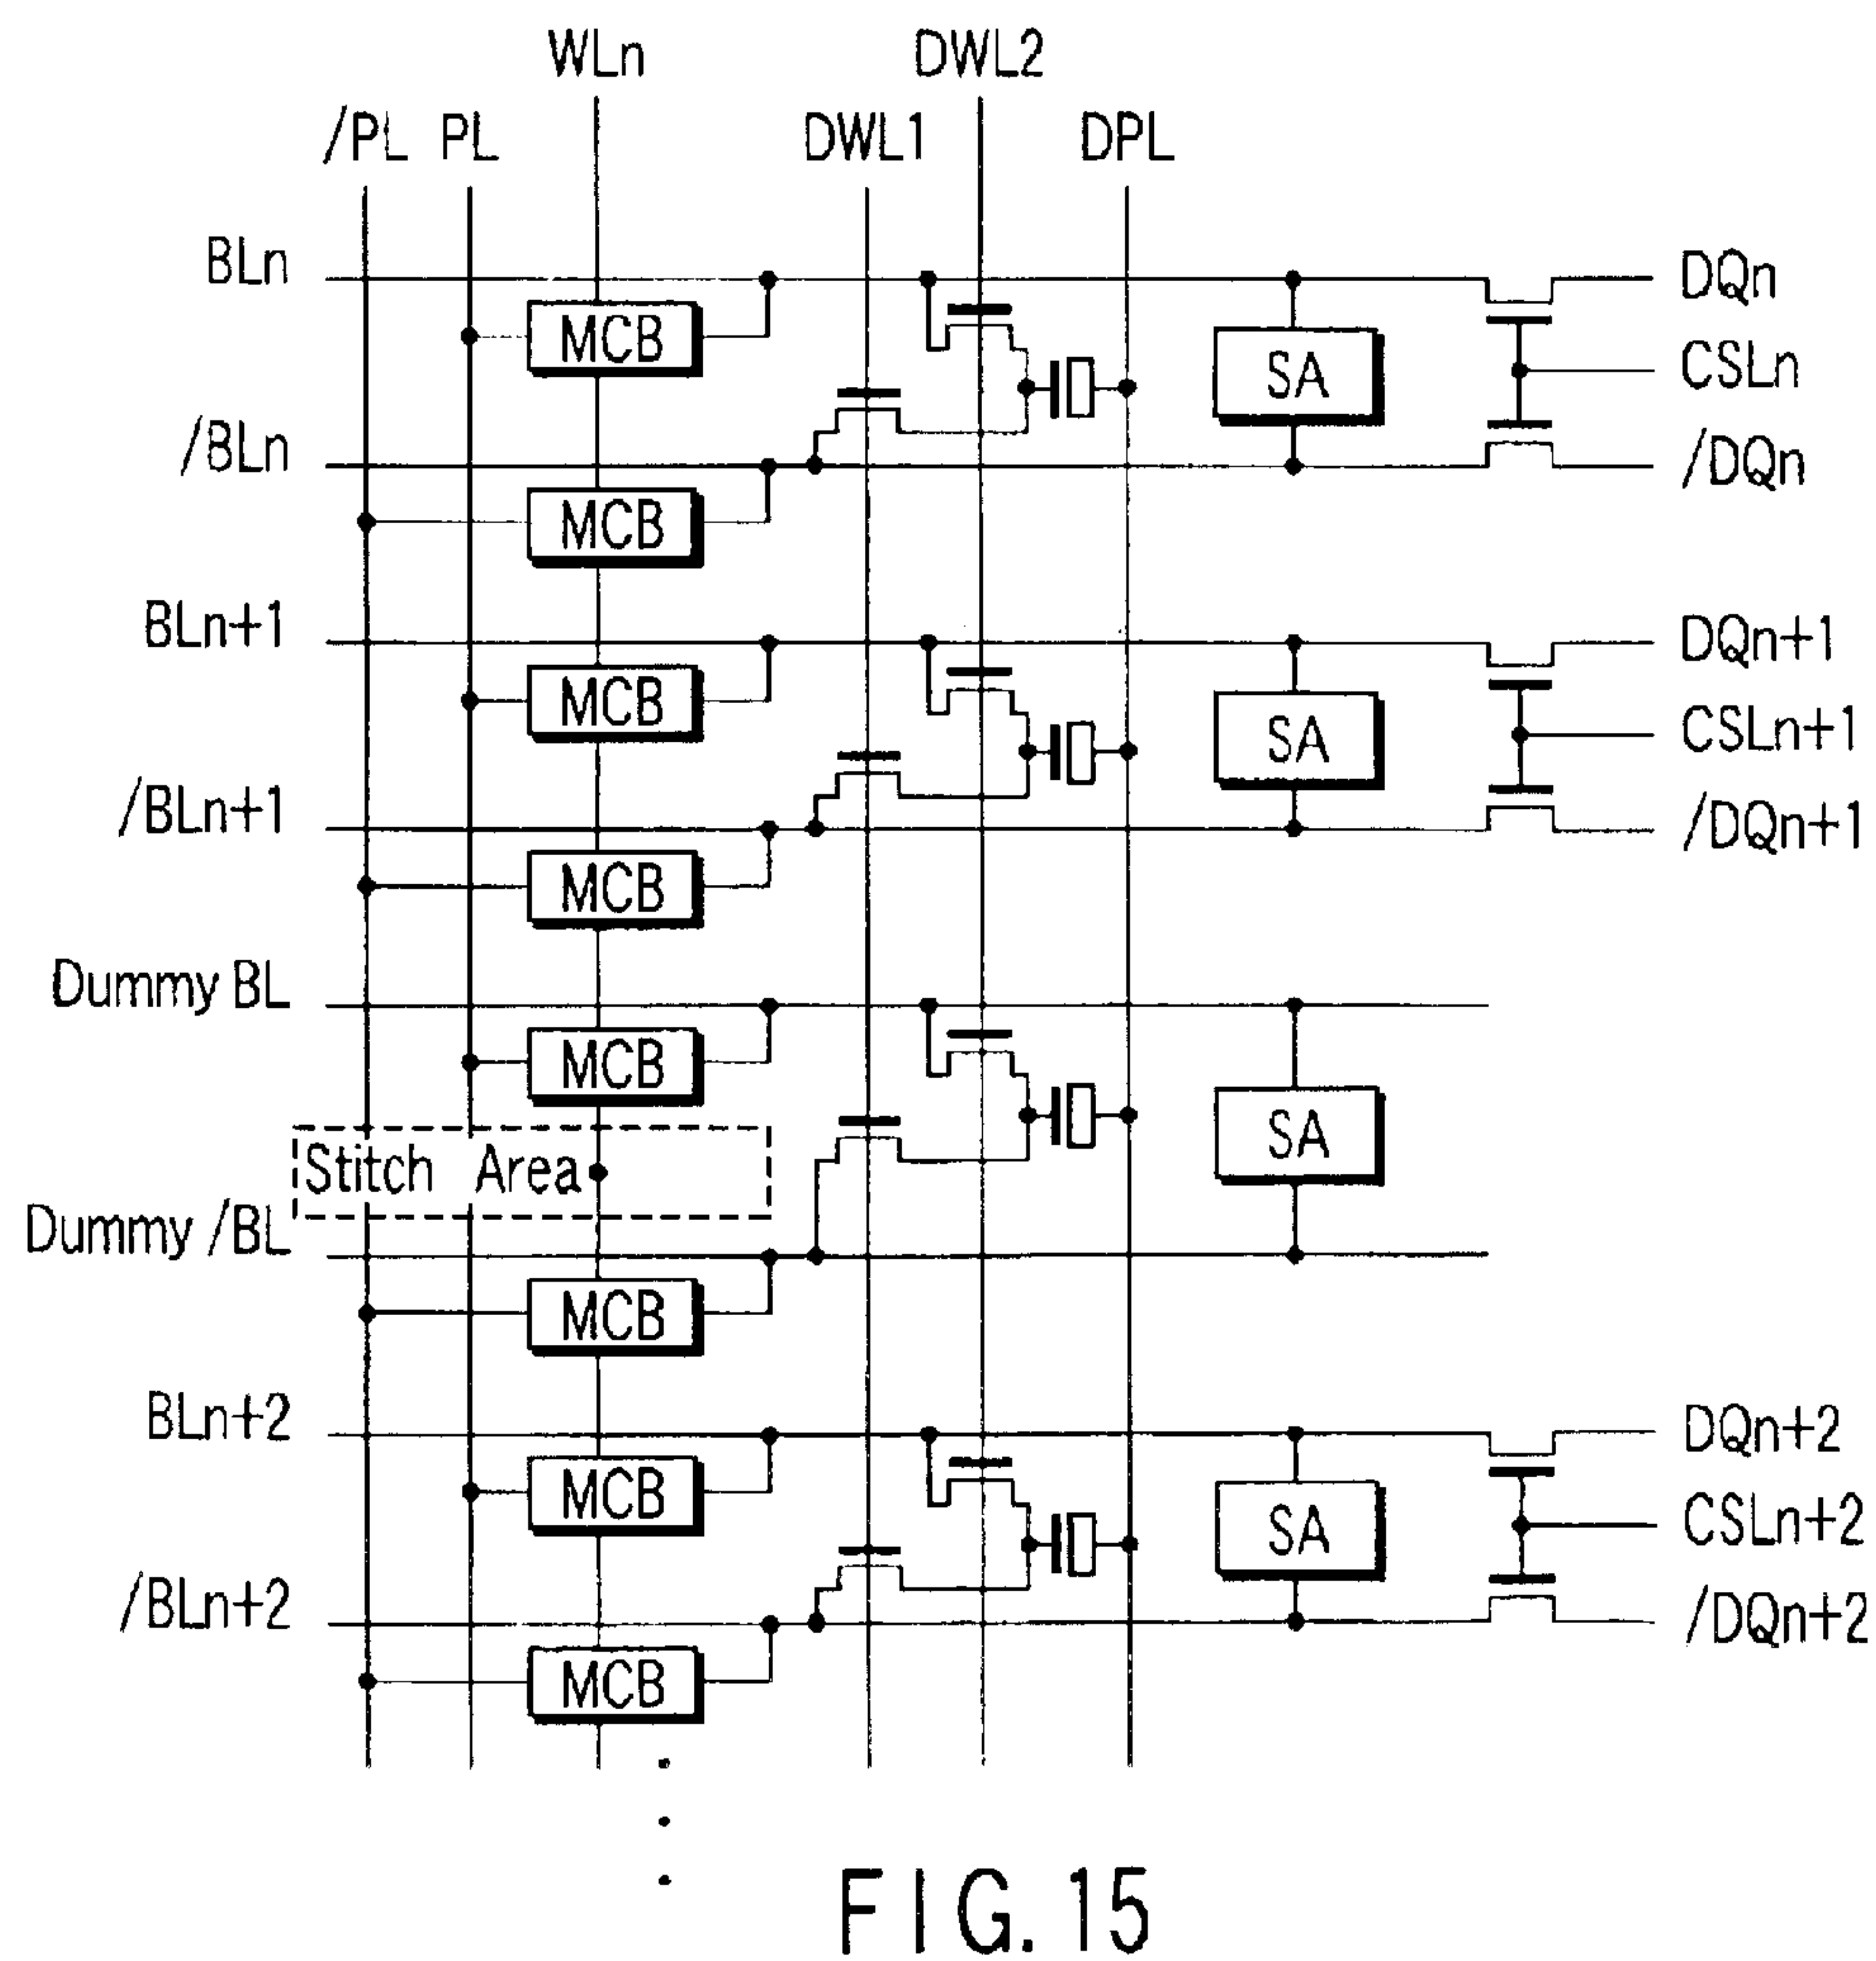 WLn DWL2
/PL PL DWL1 DPL
BLn DQn
MCB SA CSLn
/BLn /DQn
MCB
BLn+1 DQn+1
MCB SA CSLn+1
/BLn+1 /DQn+1
MCB
Dummy BL
MCB
SA
Stitch Area
Dummy /BL
MCB
BLn+2 DQn+2
MCB SA CSLn+2
/BLn+2 /DQn+2
MCB
FIG. 15